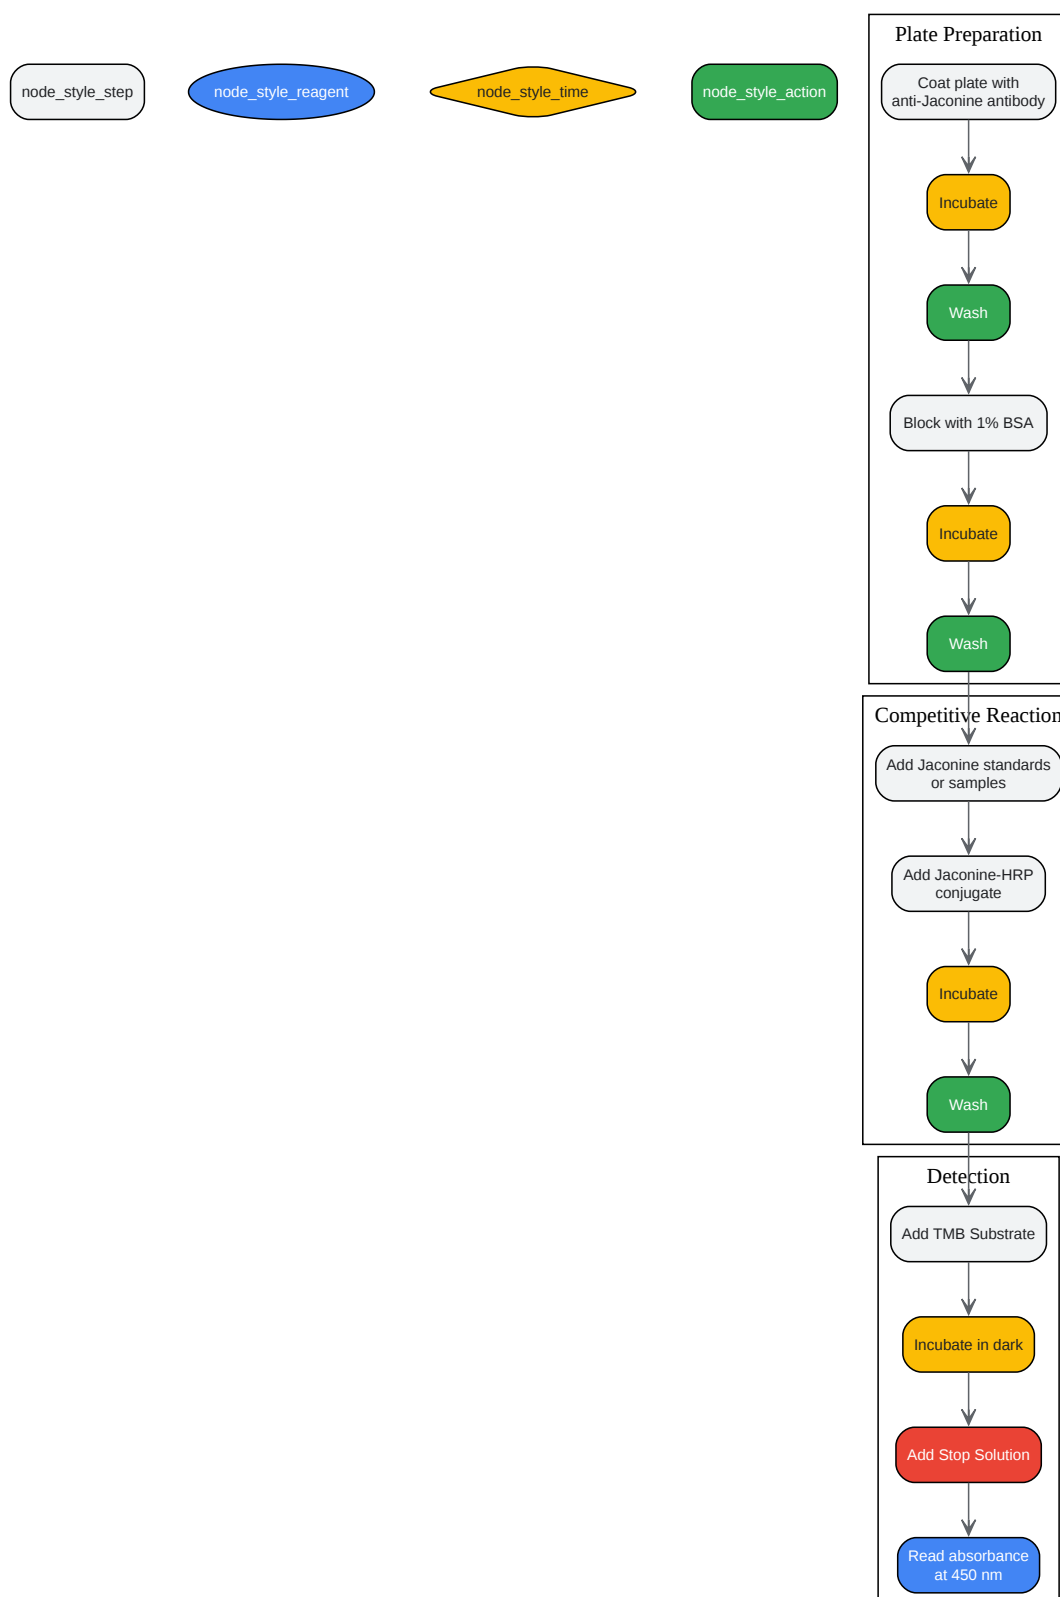 Plate Preparation
node_style_step
node_style_reagent
node_style_time
node_style_action
Coat plate with
anti-Jaconine antibody
Incubate
Wash
Block with 1% BSA
Incubate
Wash
Competitive Reaction
Add Jaconine standards
or samples
Add Jaconine-HRP
conjugate
Incubate
Wash
Detection
Add TMB Substrate
Incubate in dark
Add Stop Solution
Read absorbance
at 450 nm